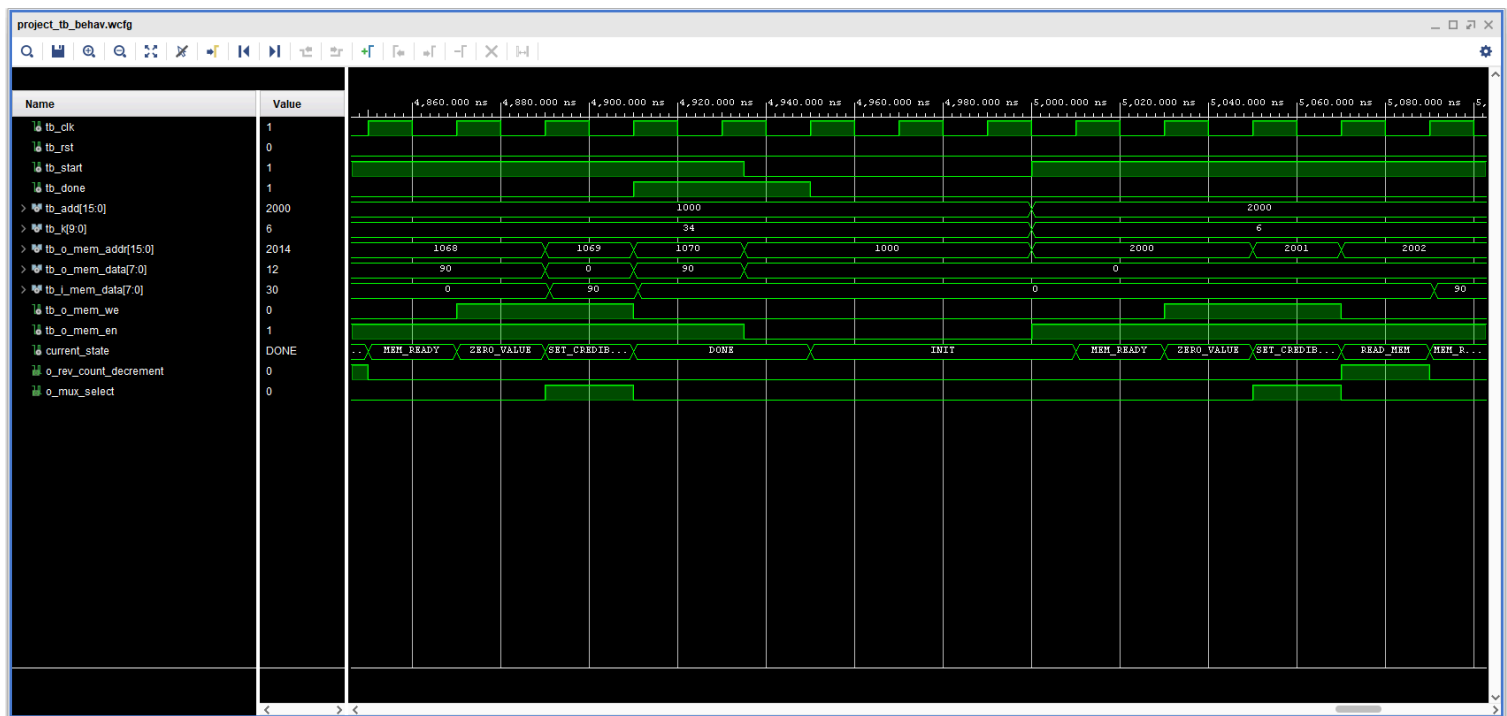 project_tb_behav.wcfg
Name Value
4,860.000 ns 4,880.000 ns 4,900.000 ns 4,920.000 ns 4,940.000 ns 4,960.000 ns 4,980.000 ns 5,000.000 ns 5,020.000 ns 5,040.000 ns 5,060.000 ns 5,080.000 ns 5,
tb_clk 1
tb_rst 0
tb_start 1
tb_done 1
tb_add[15:0] 2000 1000 2000
tb_k[9:0] 6 34 6
tb_o_mem_addr[15:0] 2014 1068 1069 1070 1000 2000 2001 2002
tb_o_mem_data[7:0] 12 90 0 90 0
tb_i_mem_data[7:0] 30 0 90 0 90
tb_o_mem_we 0
tb_o_mem_en 1
current_state DONE ... MEM_READY ZERO_VALUE SET_CREDIB... DONE INIT MEM_READY ZERO_VALUE SET_CREDIB... READ_MEM MEM_R...
o_rev_count_decrement 0
o_mux_select 0